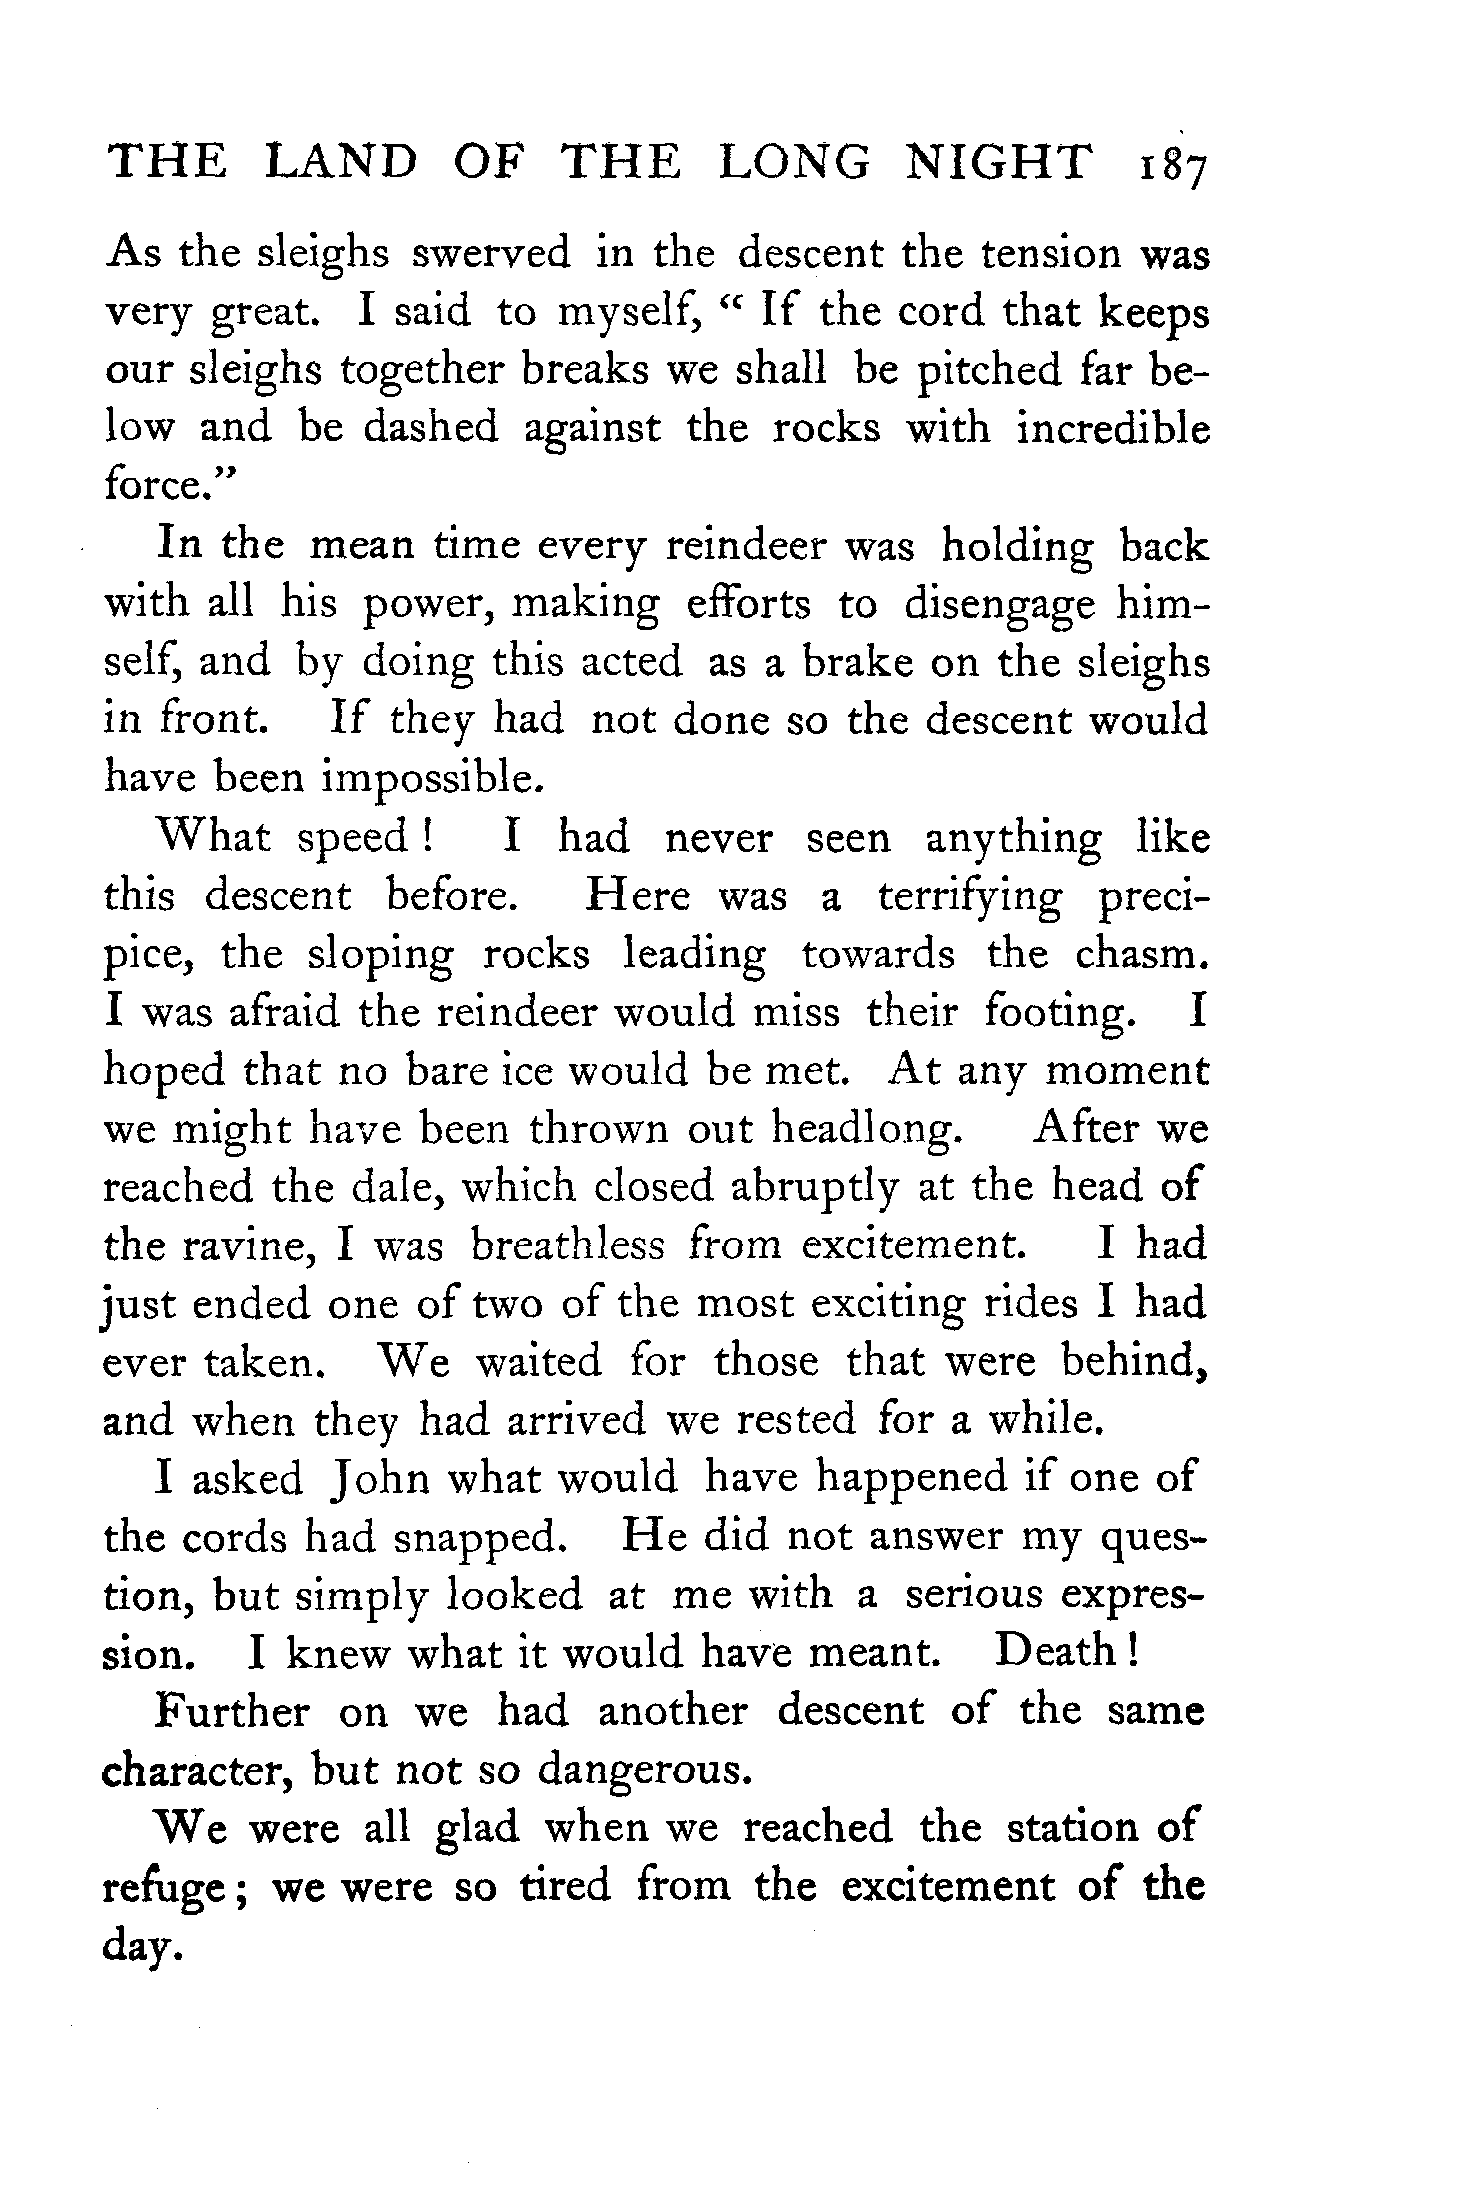 THE LAND OF THE LONG NIGHT 187
As the sleighs swerved in the descent the tension was
very great. I said to myself, “ If the cord that keeps
our sleighs together breaks we shall be pitched far be-
low and be dashed against the rocks with incredible
force.”
In the mean time every reindeer was holding back
with all his power, making efforts to disengage him-
self, and by doing this acted as a brake on the sleighs
in front. If they had not done so the descent would
have been impossible.
What speed ! I had never seen anything like
this descent before. Here was a terrifying preci-
pice, the sloping rocks leading towards the chasm.
I was afraid the reindeer would miss their footing. I
hoped that no bare ice would be met. At any moment
we might have been thrown out headlong. After we
reached the dale, which closed abruptly at the head of
the ravine, I was breathless from excitement. I had
just ended one of two of the most exciting rides I had
ever taken. We waited for those that were behind,
and when they had arrived we rested for a while.
I asked John what would have happened if one of
the cords had snapped. He did not answer my ques-
tion, but simply looked at me with a serious expres-
sion. I knew what it would have meant. Death !
Further on we had another descent of the same
character, but not so dangerous.
We were all glad when we reached the station of
refuge ; we were so tired from the excitement of the
day.